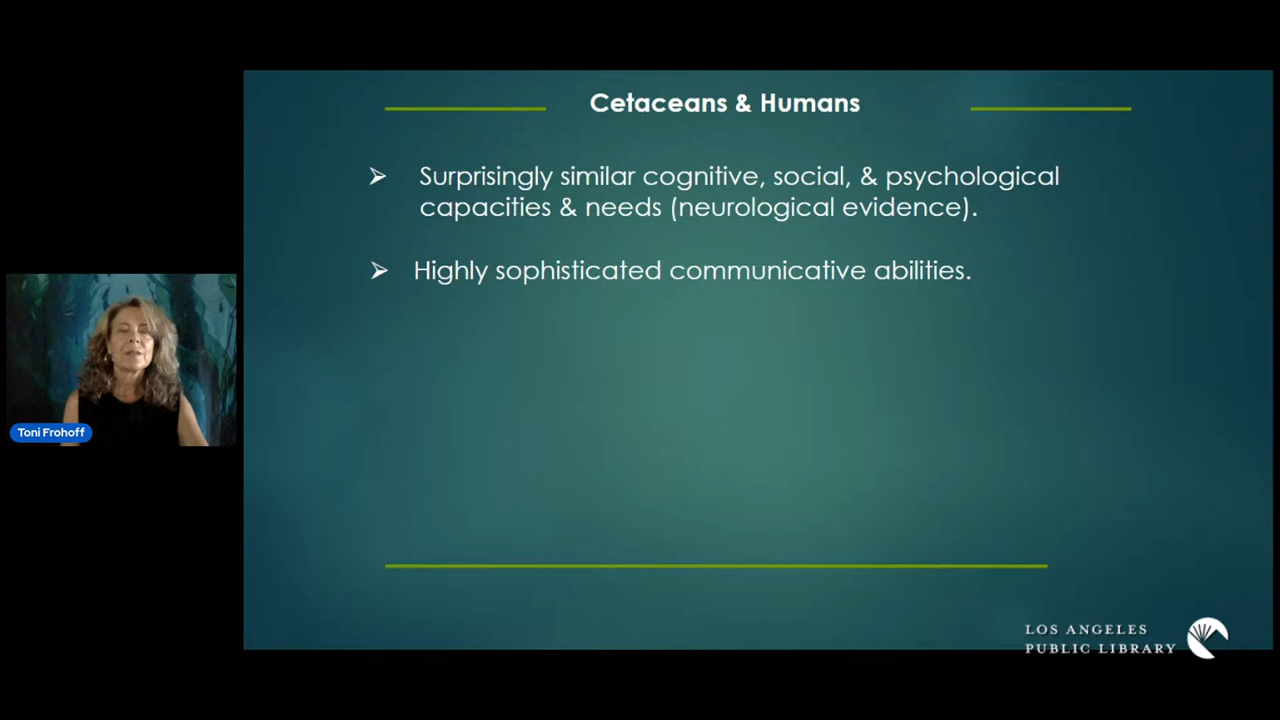 Cetaceans & Humans
➢ Surprisingly similar cognitive, social, & psychological
capacities & needs (neurological evidence).
➢ Highly sophisticated communicative abilities.
Toni Frohoff
LOS ANGELES
PUBLIC LIBRARY